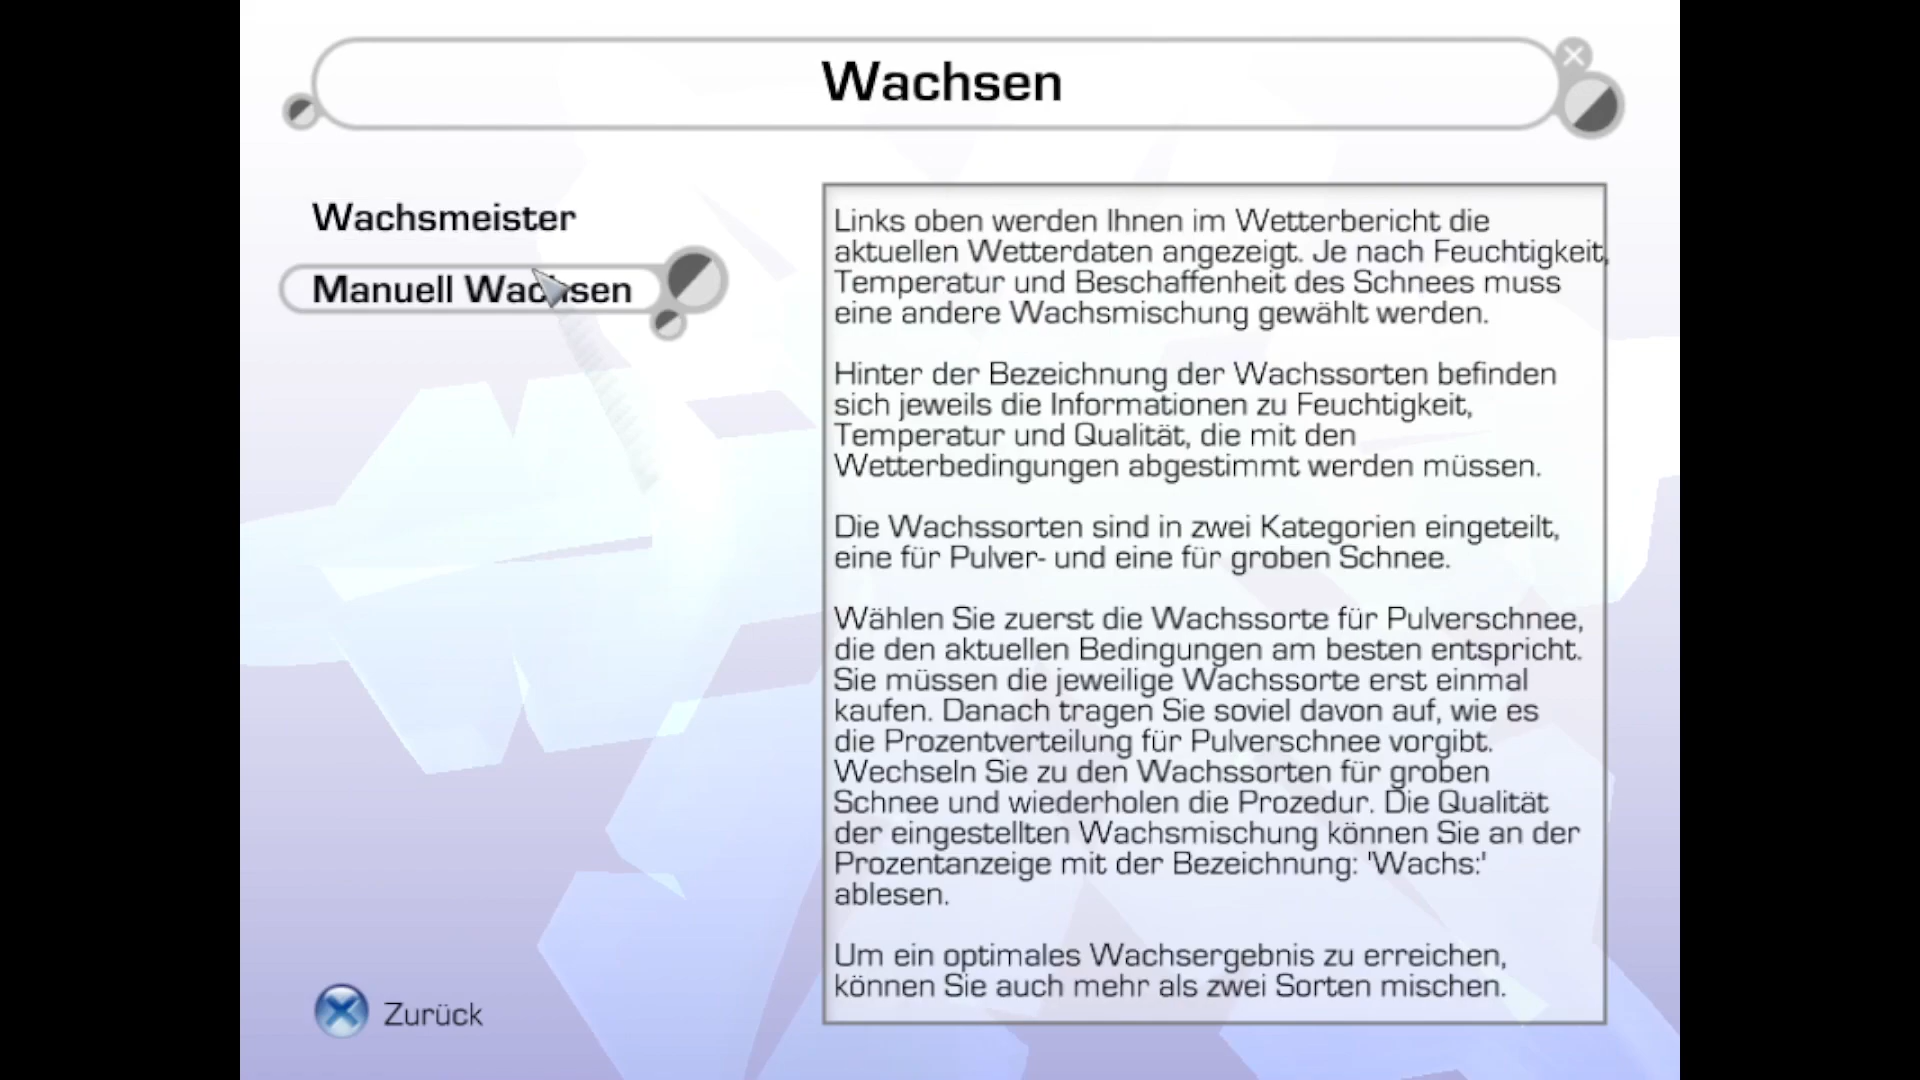 Wachsen
Wachsmeister
Manuell Wachsen
Links oben werden Ihnen im Wetterbericht die
aktuellen Wetterdaten angezeigt. Je nach Feuchtigkeit,
Temperatur und Beschaffenheit des Schnees muss
eine andere Wachsmischung gewählt werden.
Hinter der Bezeichnung der Wachssorten befinden
sich jeweils die Informationen zu Feuchtigkeit,
Temperatur und Qualität, die mit den
Wetterbedingungen abgestimmt werden müssen.
Die Wachssorten sind in zwei Kategorien eingeteilt,
eine für Pulver- und eine für groben Schnee.
Wählen Sie zuerst die Wachssorte für Pulverschnee,
die den aktuellen Bedingungen am besten entspricht.
Sie müssen die jeweilige Wachssorte erst einmal
kaufen. Danach tragen Sie soviel davon auf, wie es
die Prozentverteilung für Pulverschnee vorgibt.
Wechseln Sie zu den Wachssorten für groben
Schnee und wiederholen die Prozedur. Die Qualität
der eingestellten Wachsmischung können Sie an der
Prozentanzeige mit der Bezeichnung: 'Wachs:'
ablesen.
Um ein optimales Wachsergebnis zu erreichen,
können Sie auch mehr als zwei Sorten mischen.
Zurück